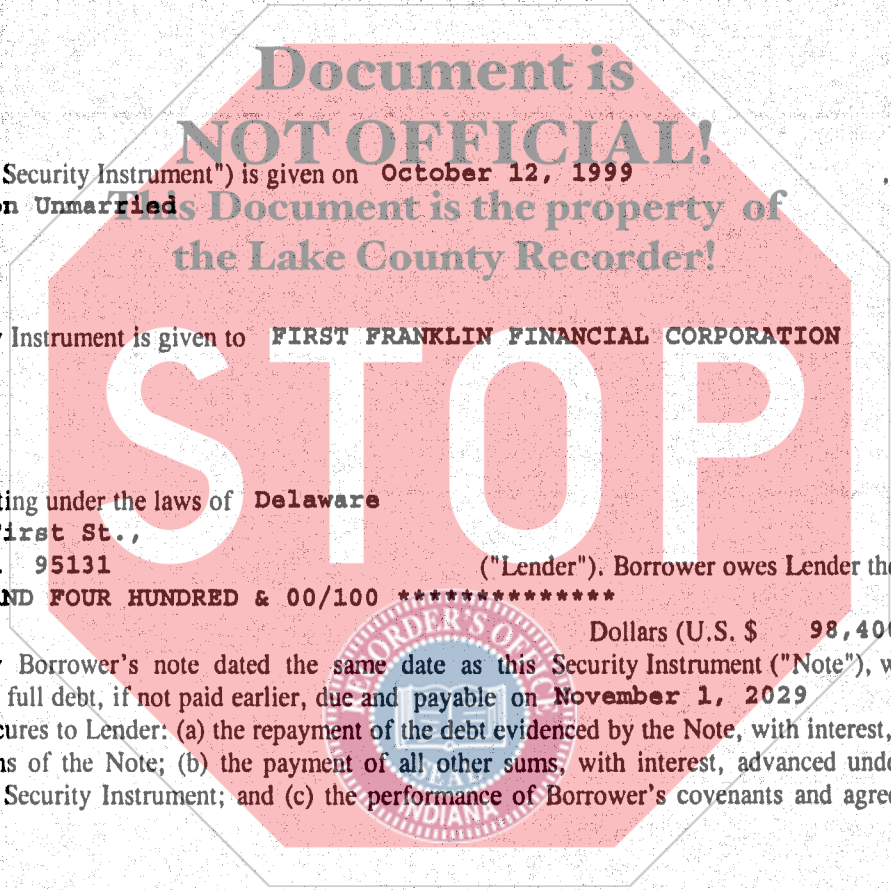 Document is
NOT OFFICIAL!
Security Instrument") is given on October 12, 1999 .
n Unmarried
This Document is the property of
the Lake County Recorder!
Instrument is given to FIRST FRANKLIN FINANCIAL CORPORATION
STOP
ting under the laws of Delaware
First St.,
. 95131 ("Lender"). Borrower owes Lender the
ND FOUR HUNDRED & 00/100 **************
Dollars (U.S. $ 98,400
Borrower's note dated the same date as this Security Instrument ("Note"), w
full debt, if not paid earlier, due and payable on November 1, 2029
cures to Lender: (a) the repayment of the debt evidenced by the Note, with interest,
ns of the Note; (b) the payment of all other sums, with interest, advanced unde
Security Instrument; and (c) the performance of Borrower's covenants and agree
RECORDER'S OFFICE
SEAL
INDIANA